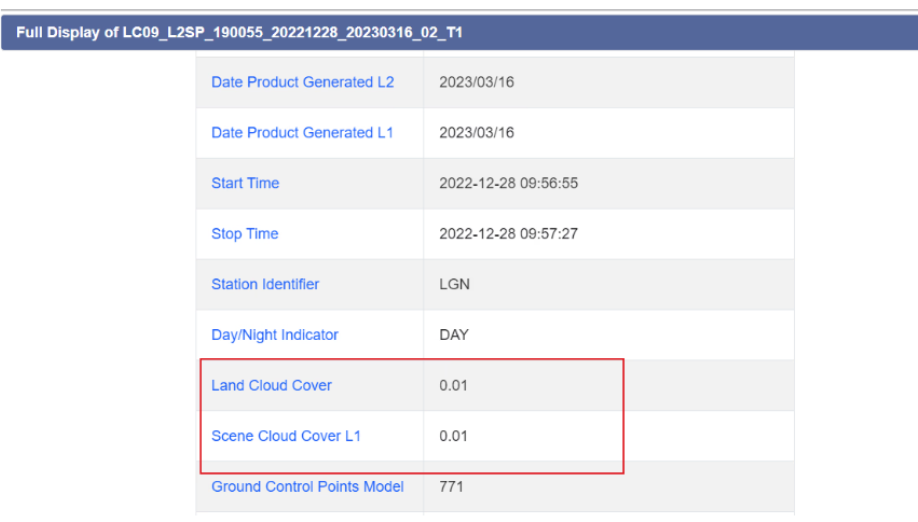 Full Display of LC09_L2SP_190055_20221228_20230316_02_T1
Date Product Generated L2 2023/03/16
Date Product Generated L1 2023/03/16
Start Time 2022-12-28 09:56:55
Stop Time 2022-12-28 09:57:27
Station Identifier LGN
Day/Night Indicator DAY
Land Cloud Cover 0.01
Scene Cloud Cover L1 0.01
Ground Control Points Model 771